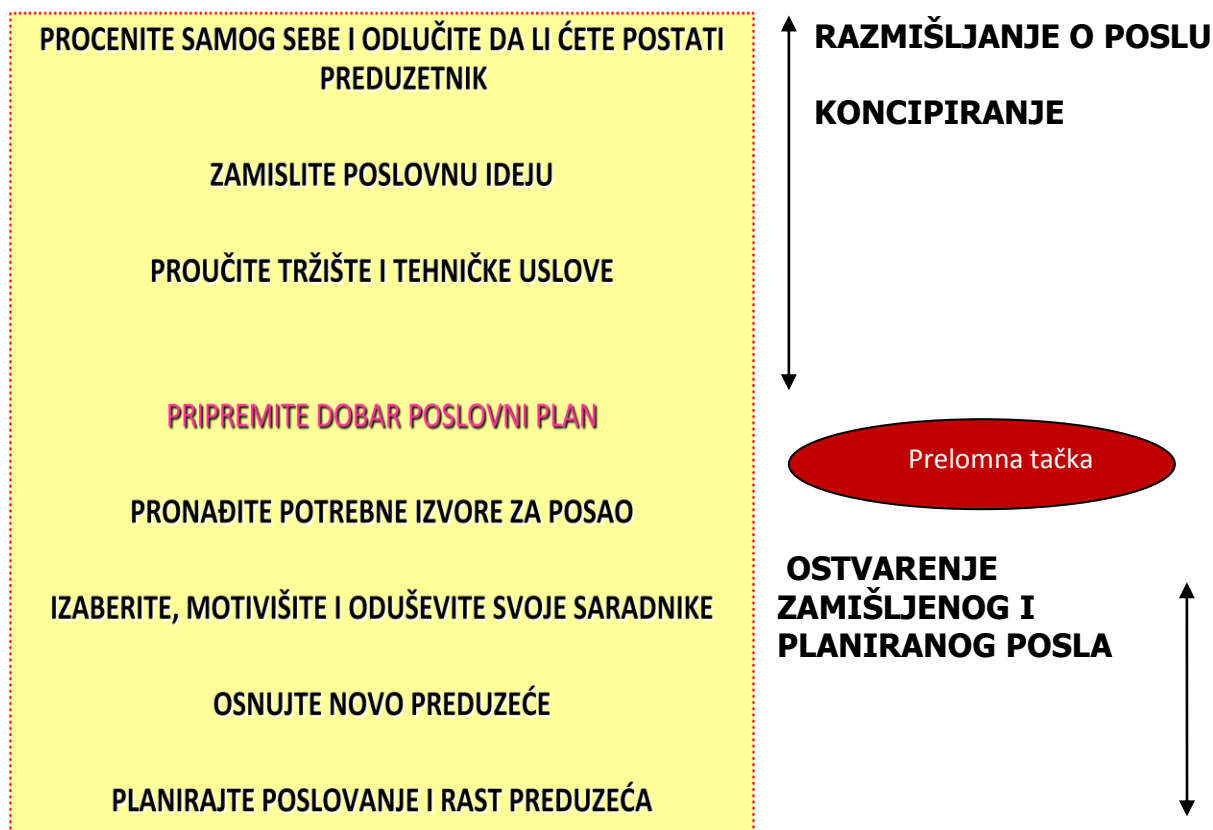 PROCENITE SAMOG SEBE I ODLUČITE DA LI ĆETE POSTATI
PREDUZETNIK
ZAMISLITE POSLOVNU IDEJU
PROUČITE TRŽIŠTE I TEHNIČKE USLOVE
PRIPREMITE DOBAR POSLOVNI PLAN
PRONAĐITE POTREBNE IZVORE ZA POSAO
IZABERITE, MOTIVIŠITE I ODUŠEVITE SVOJE SARADNIKE
OSNUJTE NOVO PREDUZEĆE
PLANIRAJTE POSLOVANJE I RAST PREDUZEĆA
RAZMIŠLJANJE O POSLU
KONCIPIRANJE
Prelomna tačka
OSTVARENJE
ZAMIŠLJENOG I
PLANIRANOG POSLA